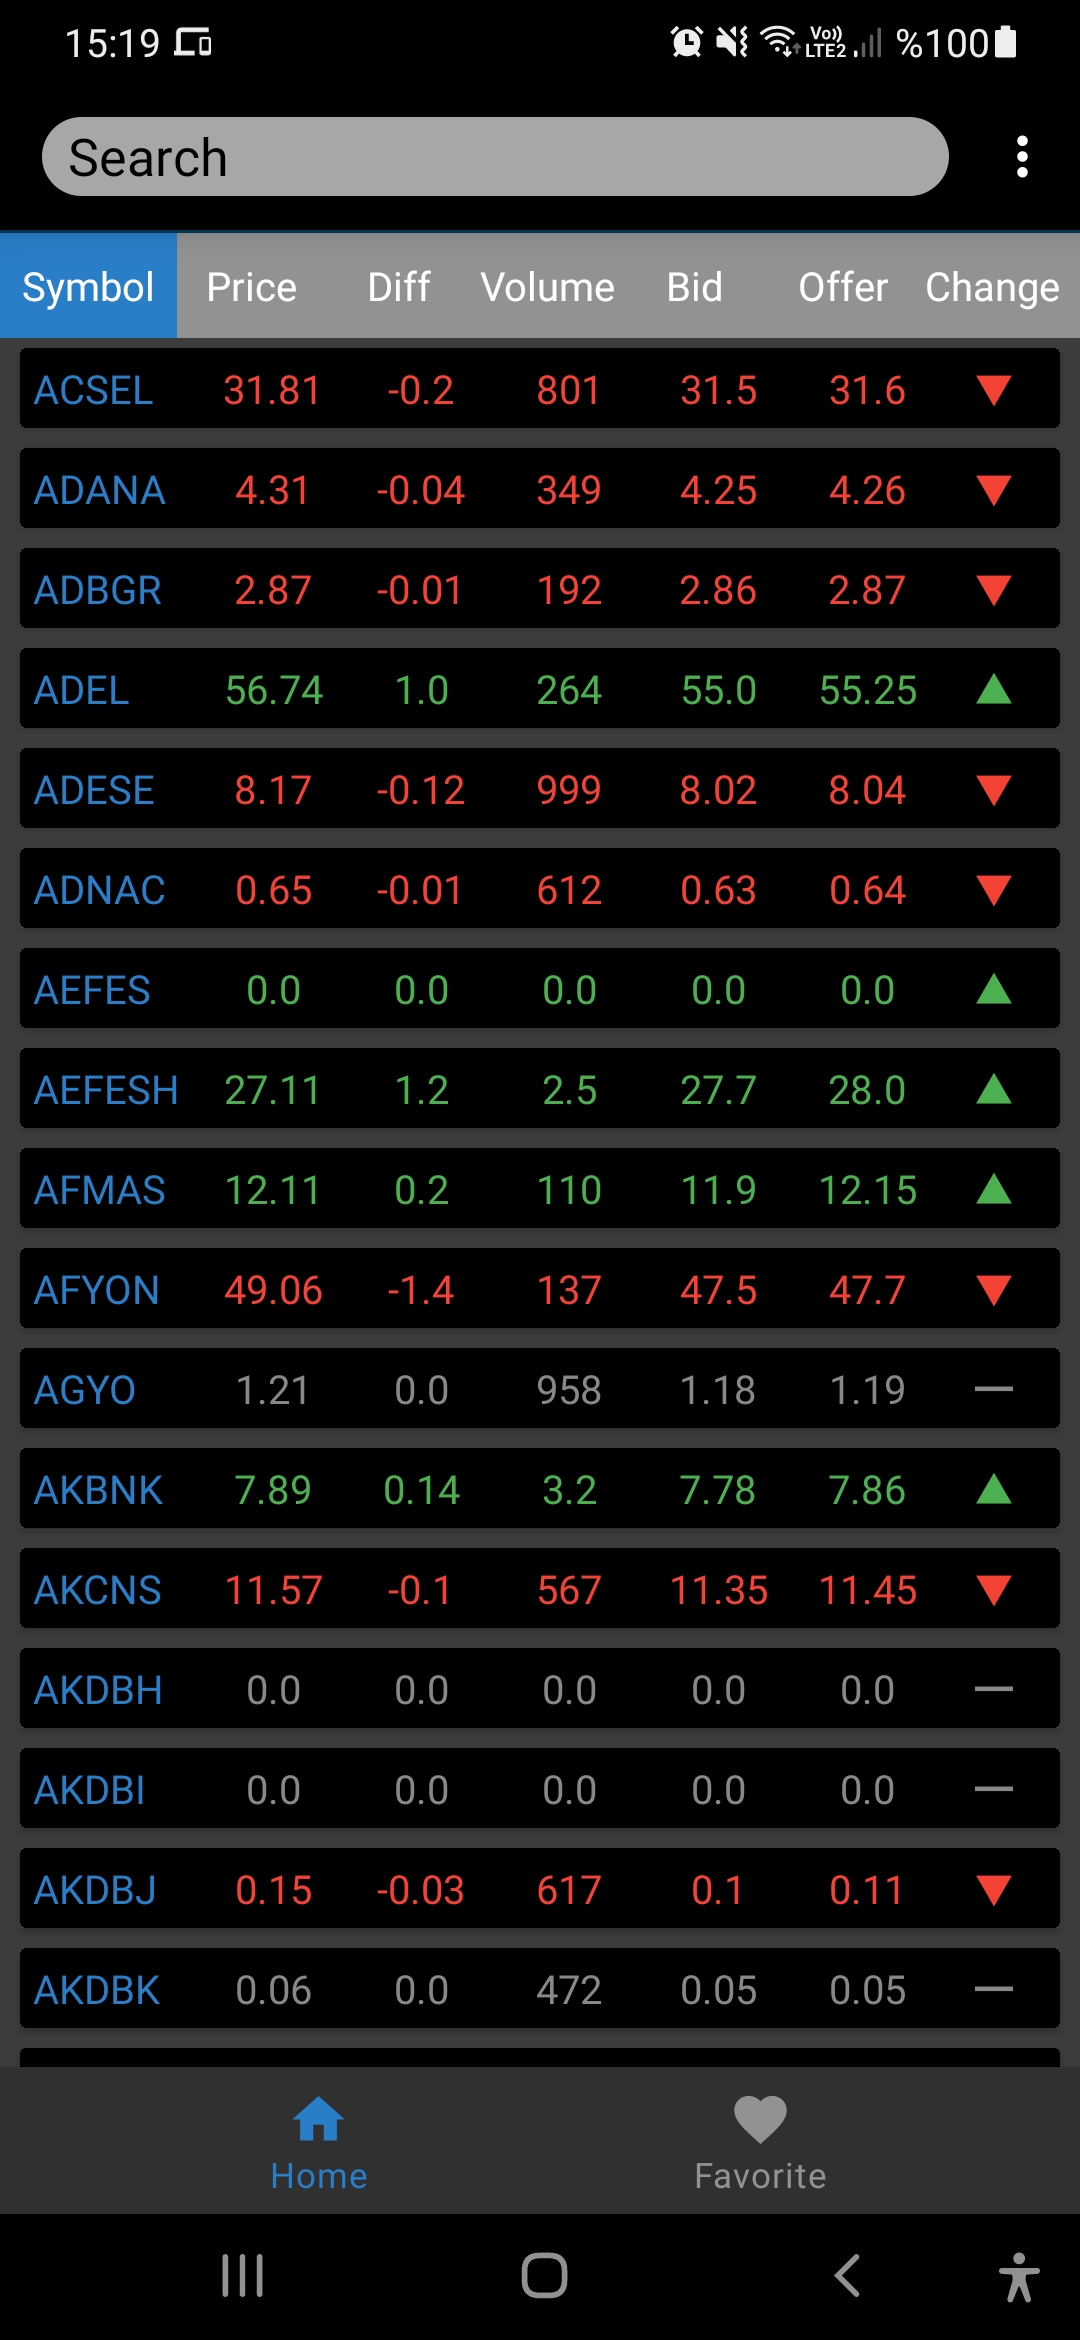 15:19 Vo)) LTE2 %100
Search
Symbol Price Diff Volume Bid Offer Change
ACSEL 31.81 -0.2 801 31.5 31.6
ADANA 4.31 -0.04 349 4.25 4.26
ADBGR 2.87 -0.01 192 2.86 2.87
ADEL 56.74 1.0 264 55.0 55.25
ADESE 8.17 -0.12 999 8.02 8.04
ADNAC 0.65 -0.01 612 0.63 0.64
AEFES 0.0 0.0 0.0 0.0 0.0
AEFESH 27.11 1.2 2.5 27.7 28.0
AFMAS 12.11 0.2 110 11.9 12.15
AFYON 49.06 -1.4 137 47.5 47.7
AGYO 1.21 0.0 958 1.18 1.19
AKBNK 7.89 0.14 3.2 7.78 7.86
AKCNS 11.57 -0.1 567 11.35 11.45
AKDBH 0.0 0.0 0.0 0.0 0.0
AKDBI 0.0 0.0 0.0 0.0 0.0
AKDBJ 0.15 -0.03 617 0.1 0.11
AKDBK 0.06 0.0 472 0.05 0.05
Home Favorite